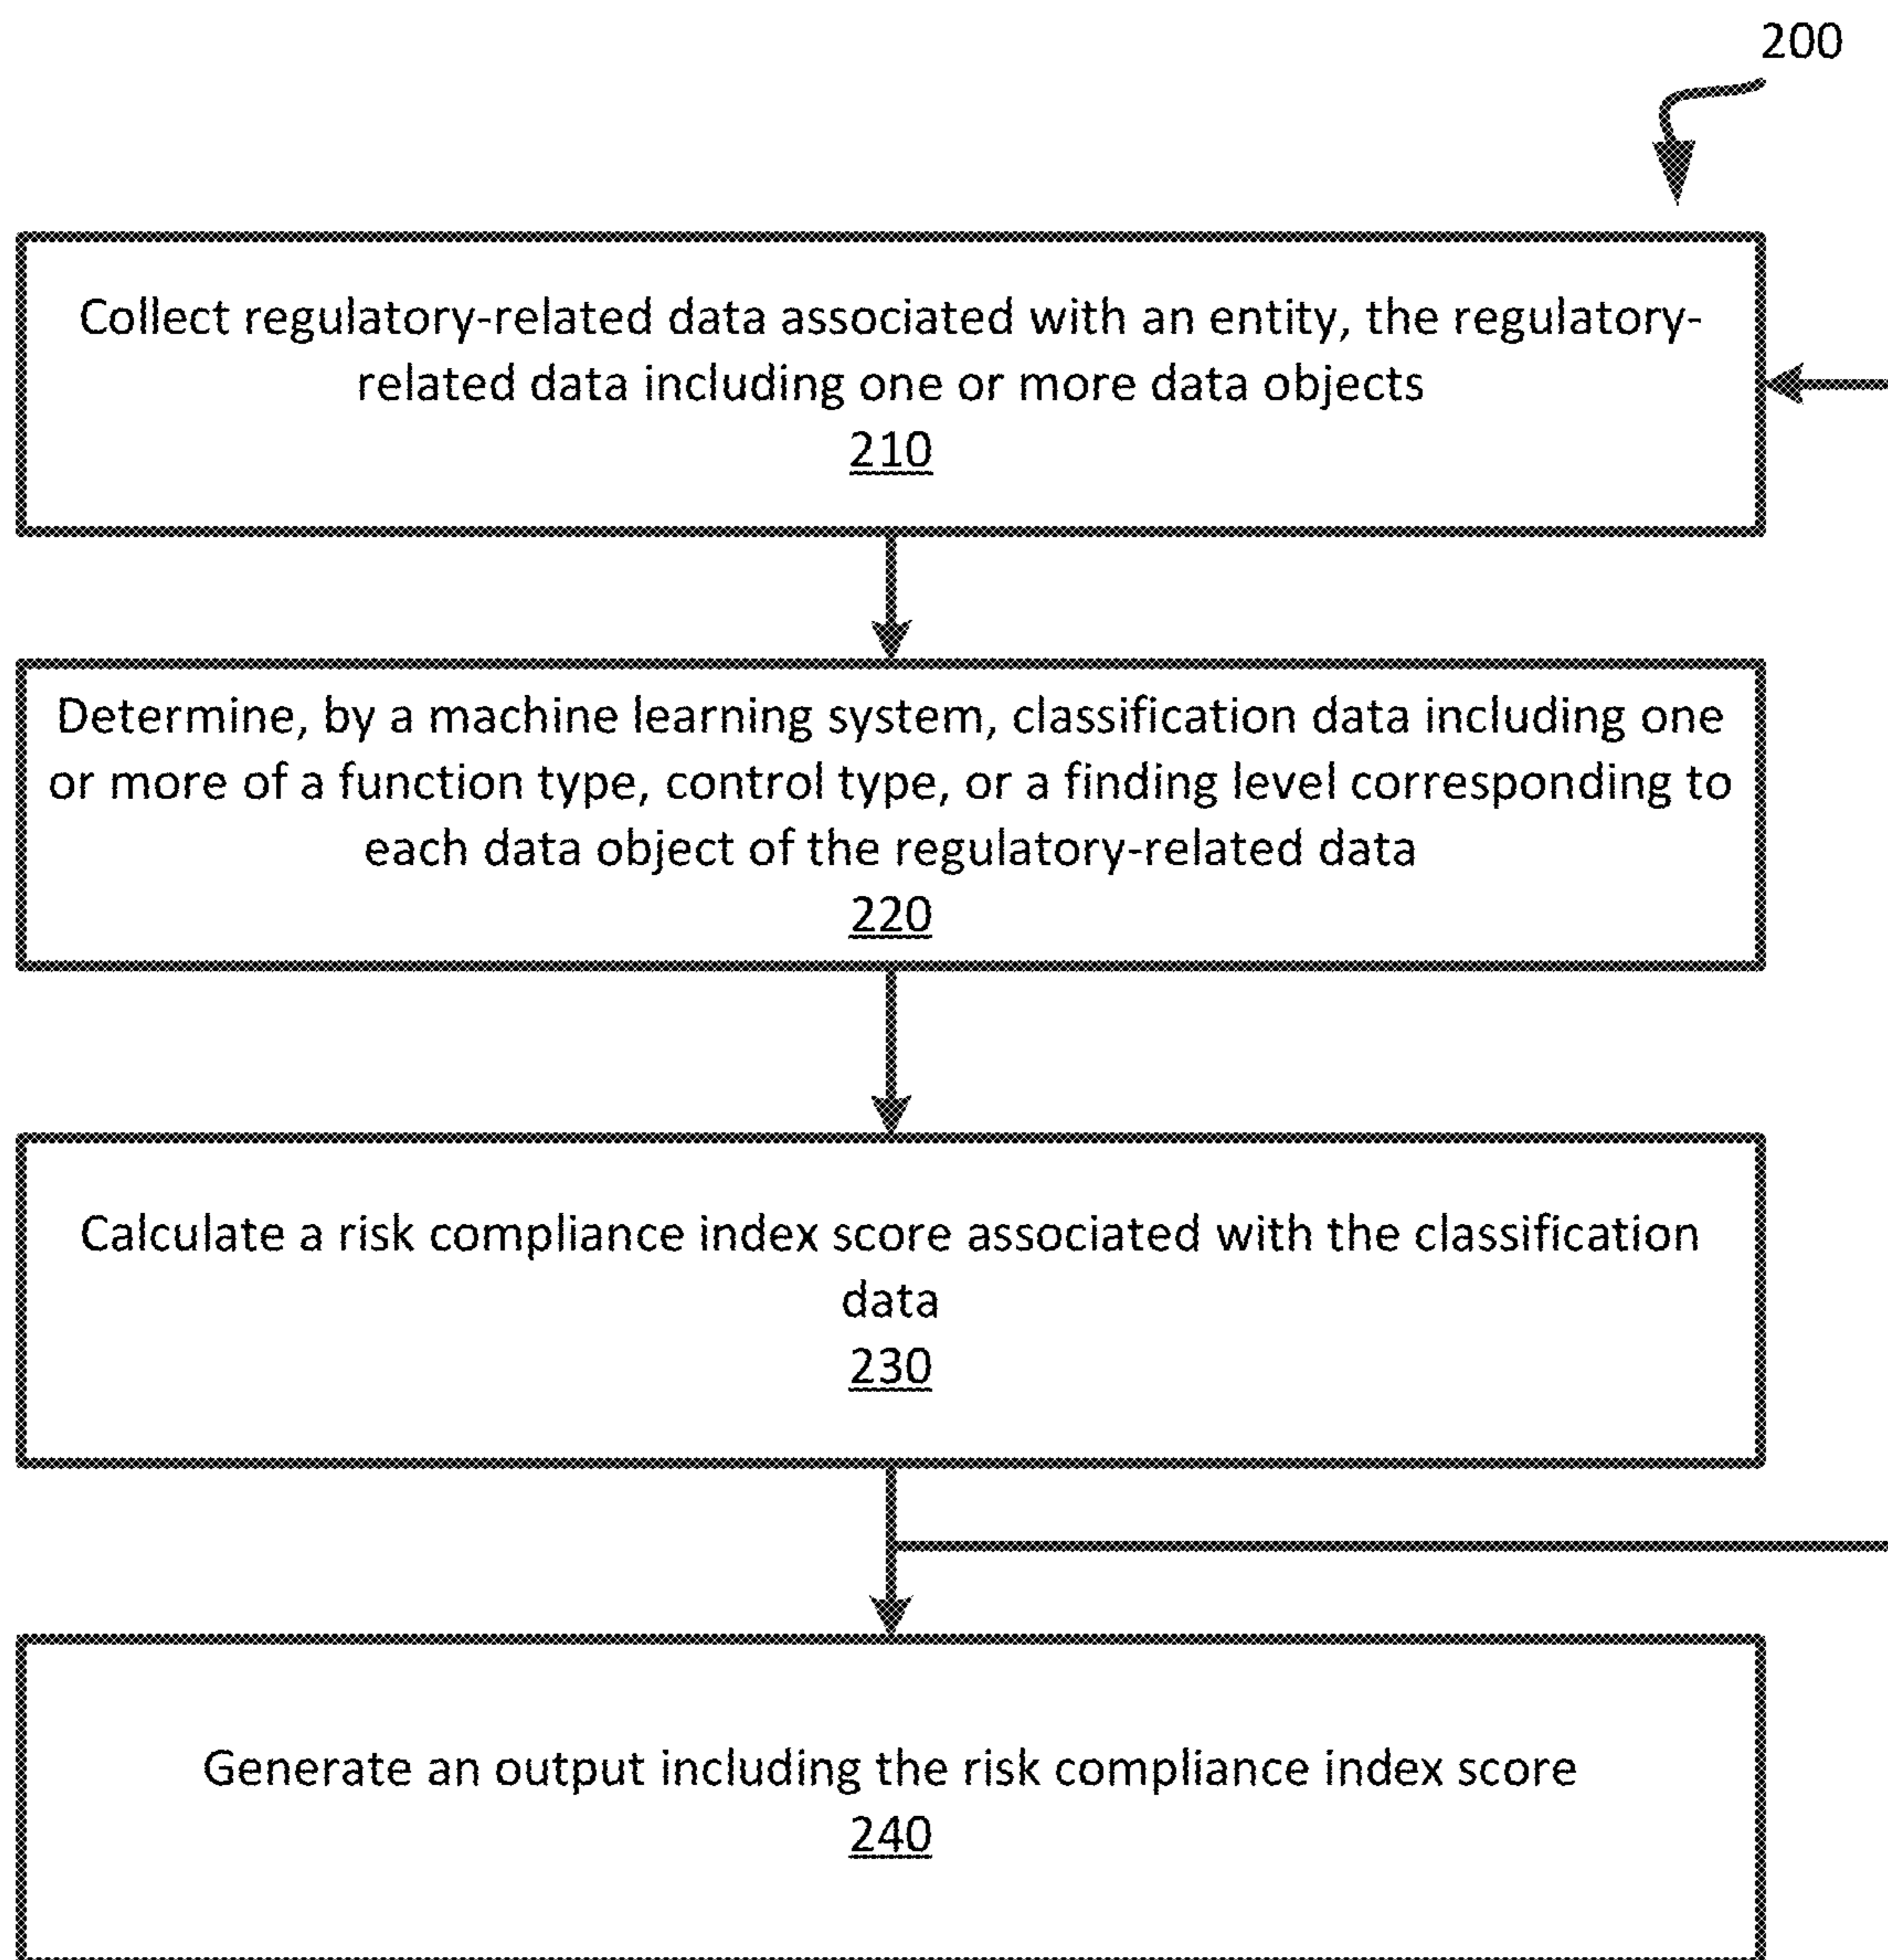 200
Collect regulatory-related data associated with an entity, the regulatory-
related data including one or more data objects
210
Determine, by a machine learning system, classification data including one
or more of a function type, control type, or a finding level corresponding to
each data object of the regulatory-related data
220
Calculate a risk compliance index score associated with the classification
data
230
Generate an output including the risk compliance index score
240